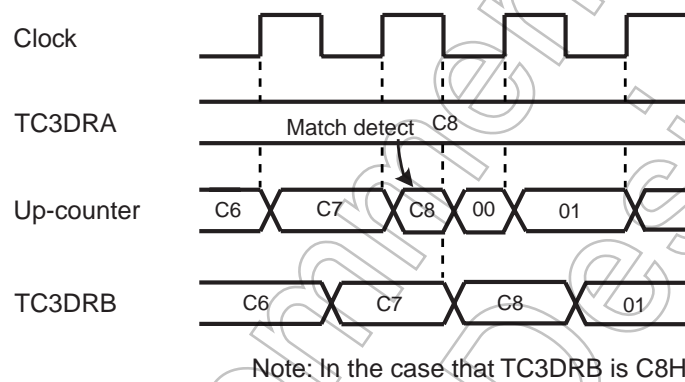 Clock
TC3DRA
Match detect C8
Up-counter C6 C7 C8 00 01
TC3DRB C6 C7 C8 01
Note: In the case that TC3DRB is C8H